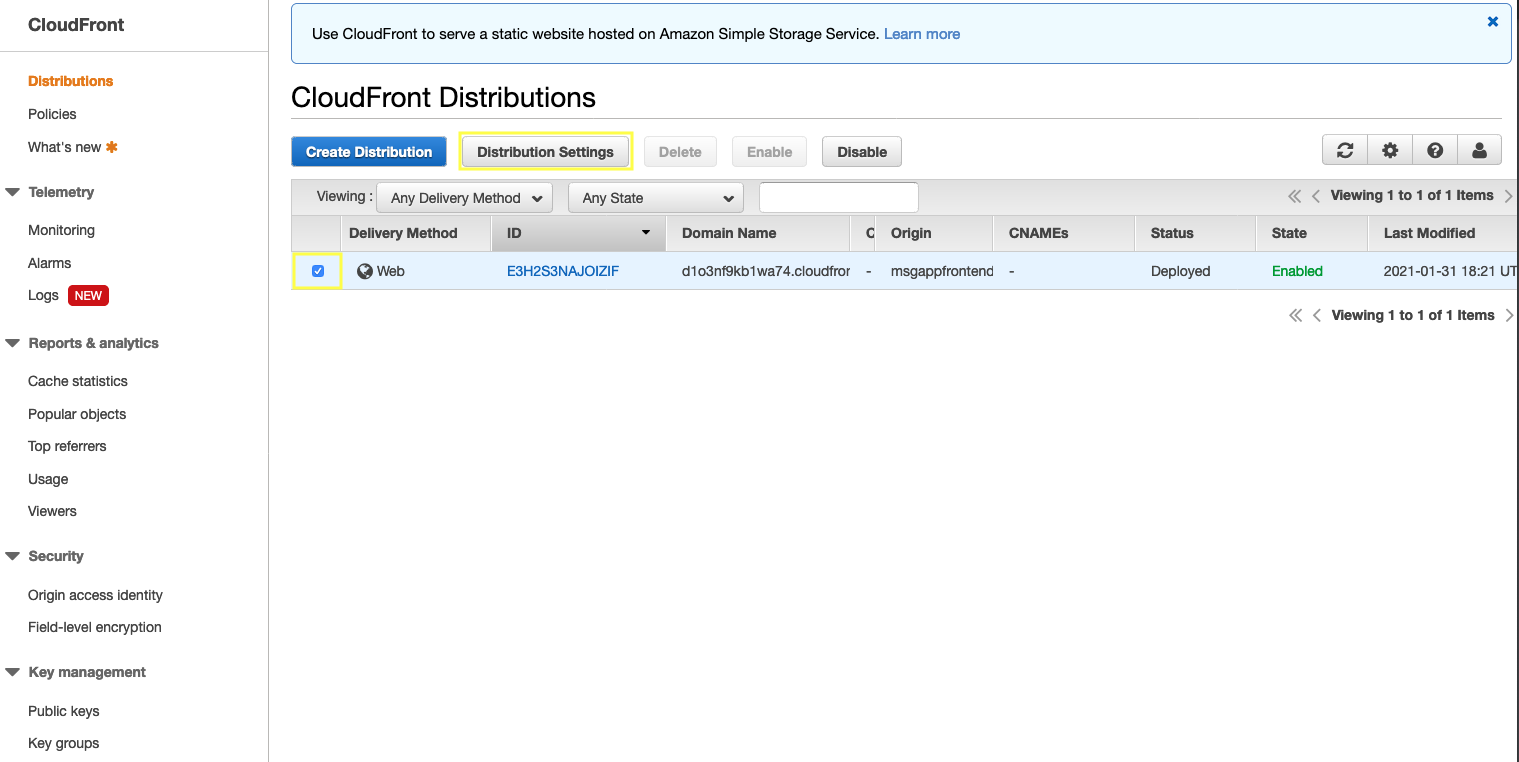 CloudFront
Distributions
Policies
What's new
Telemetry
Monitoring
Alarms
Logs NEW
Reports & analytics
Cache statistics
Popular objects
Top referrers
Usage
Viewers
Security
Origin access identity
Field-level encryption
Key management
Public keys
Key groups
Use CloudFront to serve a static website hosted on Amazon Simple Storage Service. Learn more
CloudFront Distributions
Create Distribution Distribution Settings Delete Enable Disable
Viewing : Any Delivery Method Any State Viewing 1 to 1 of 1 Items
Delivery Method ID Domain Name C Origin CNAMEs Status State Last Modified
Web E3H2S3NAJOIZIF d1o3nf9kb1wa74.cloudfror - msgappfrontend - Deployed Enabled 2021-01-31 18:21 UT
Viewing 1 to 1 of 1 Items